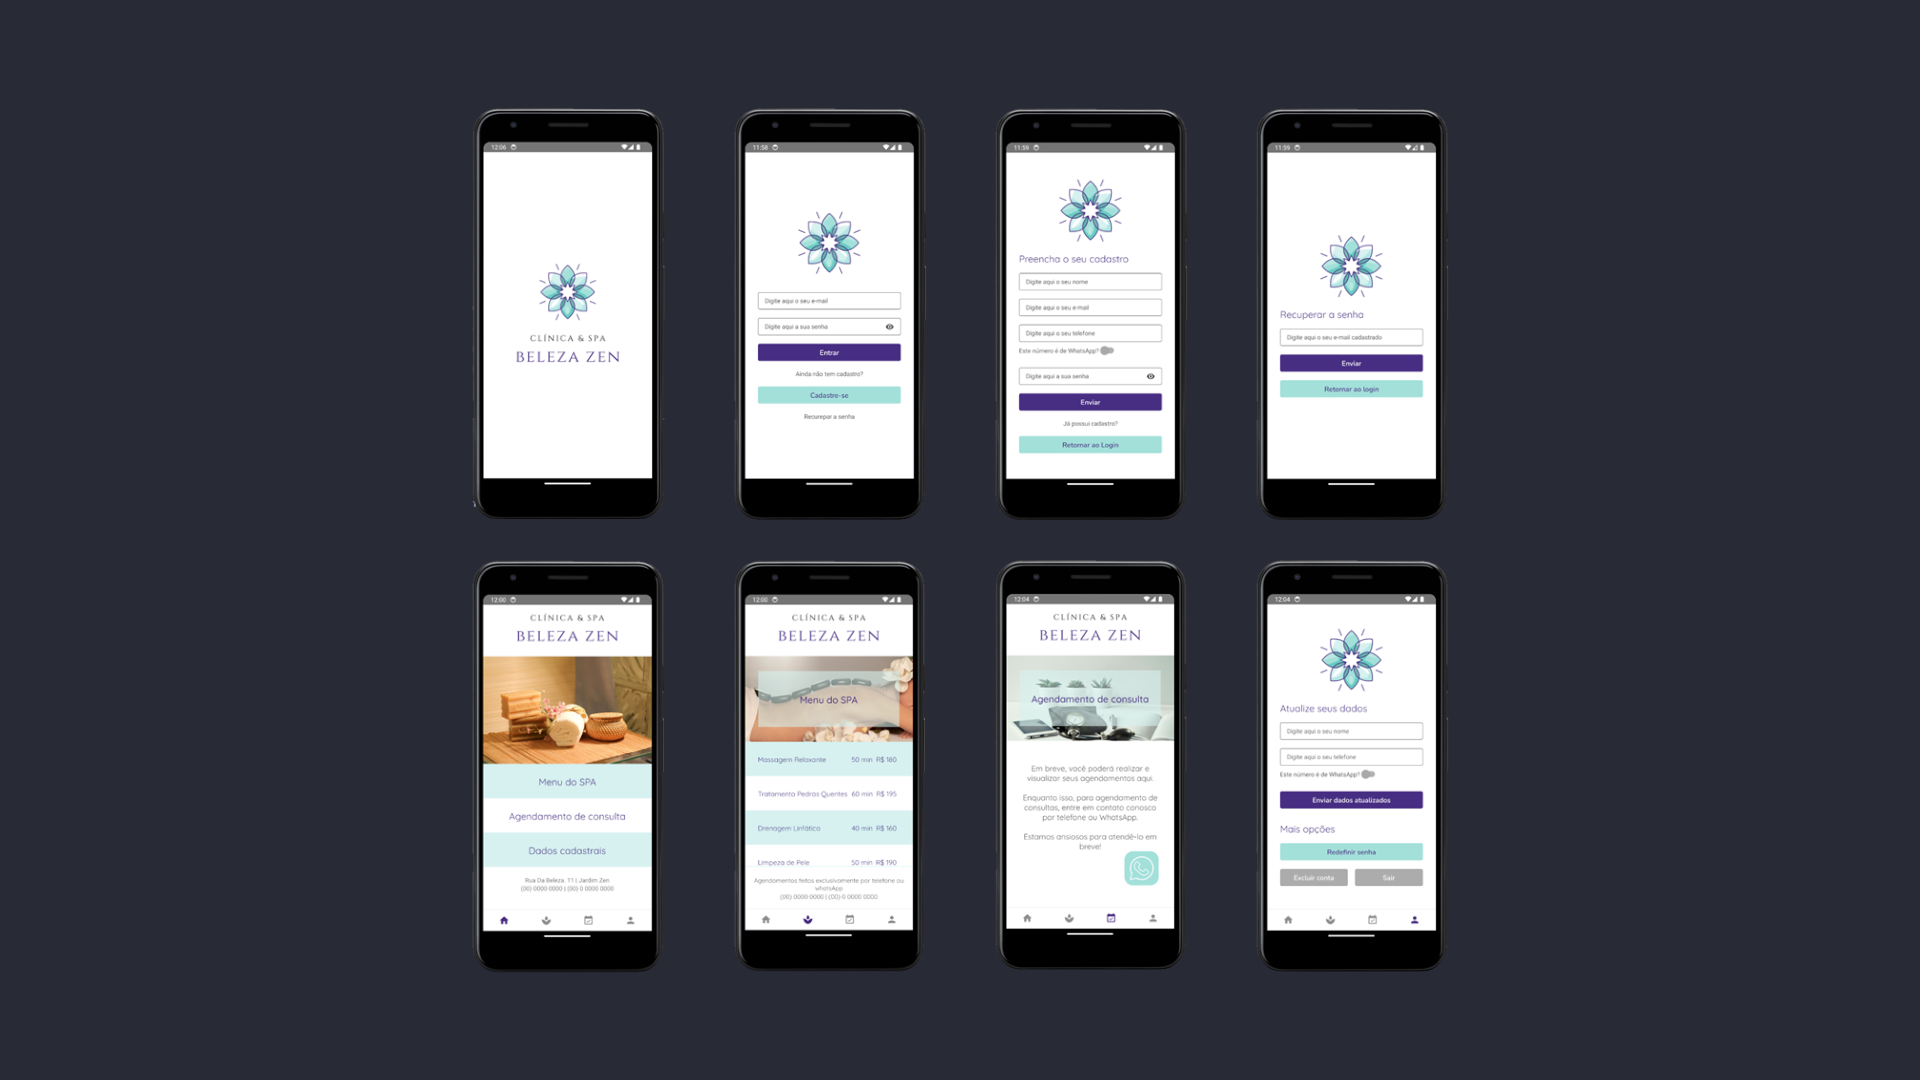 12:06
CLÍNICA & SPA
BELEZA ZEN
11:58
Digite aqui o seu e-mail
Digite aqui a sua senha
Entrar
Ainda não tem cadastro?
Cadastre-se
Recurepar a senha
11:59
Preencha o seu cadastro
Digite aqui o seu nome
Digite aqui o seu e-mail
Digite aqui o seu telefone
Este número é de WhatsApp?
Digite aqui a sua senha
Enviar
Já possui cadastro?
Retornar ao Login
11:59
Recuperar a senha
Digite aqui o seu e-mail cadastrado
Enviar
Retornar ao login
12:00
CLÍNICA & SPA
BELEZA ZEN
Menu do SPA
Agendamento de consulta
Dados cadastrais
Rua Da Beleza, 11 | Jardim Zen
(00) 0000 0000 | (00) 0 0000 0000
12:00
CLÍNICA & SPA
BELEZA ZEN
Menu do SPA
Massagem Relaxante 50 min R$ 180
Tratamento Pedras Quentes 60 min R$ 195
Drenagem Linfático 40 min R$ 160
Limpeza de Pele 50 min R$ 190
Agendamentos feitos exclusivamente por telefone ou
whatsApp
(00) 0000 0000 | (00) 0 0000 0000
12:04
CLÍNICA & SPA
BELEZA ZEN
Agendamento de consulta
Em breve, você poderá realizar e
visualizar seus agendamentos aqui.
Enquanto isso, para agendamento de
consultas, entre em contato conosco
por telefone ou WhatsApp.
Estamos ansiosos para atendê-lo em
breve!
12:04
Atualize seus dados
Digite aqui o seu nome
Digite aqui o seu telefone
Este número é de WhatsApp?
Enviar dados atualizados
Mais opções
Redefinir senha
Excluir conta
Sair